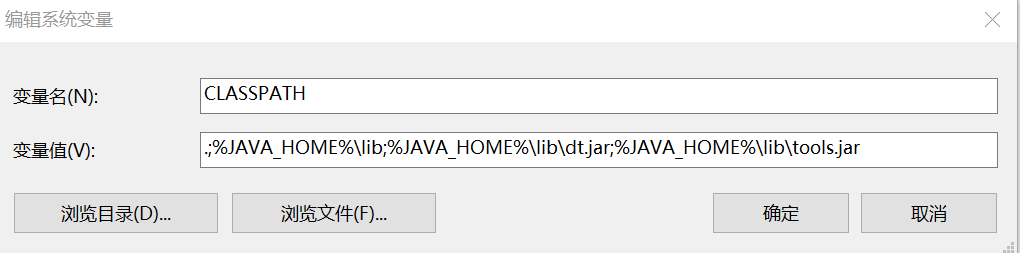 编辑系统变量
变量名(N): CLASSPATH
变量值(V): .;%JAVA_HOME%\lib;%JAVA_HOME%\lib\dt.jar;%JAVA_HOME%\lib\tools.jar
浏览目录(D)... 浏览文件(F)... 确定 取消